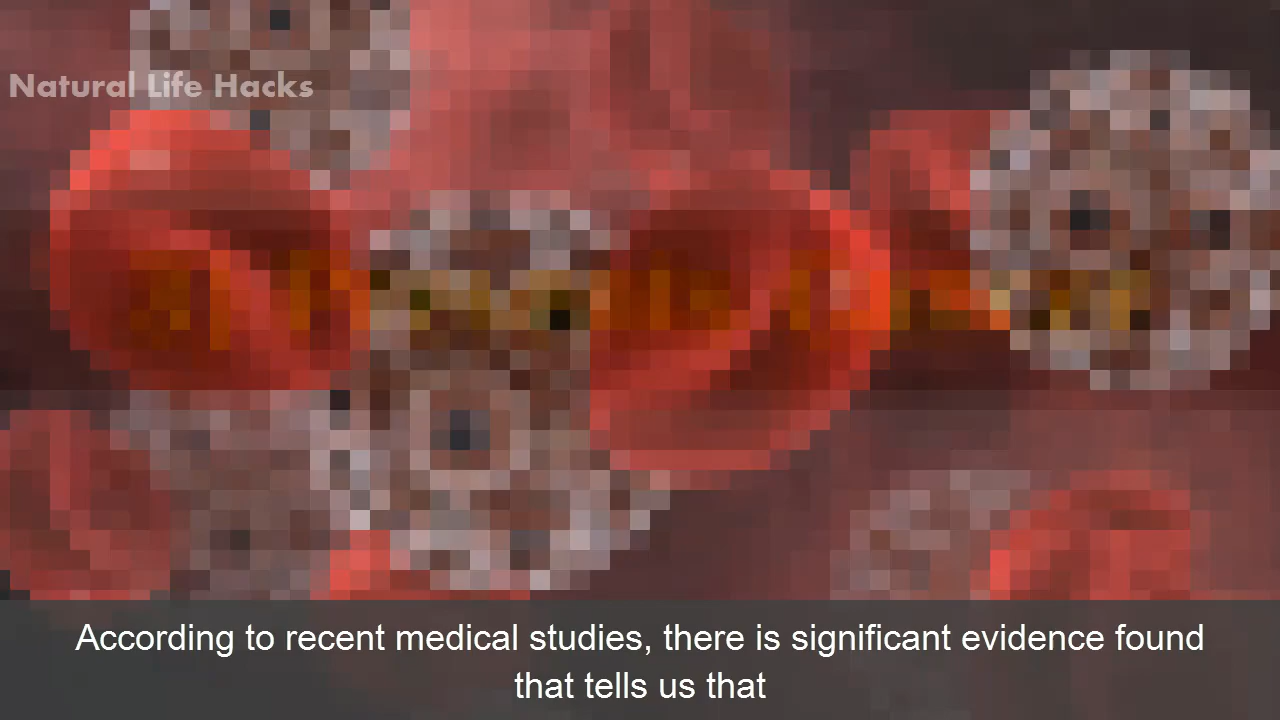 Natural Life Hacks
According to recent medical studies, there is significant evidence found
that tells us that